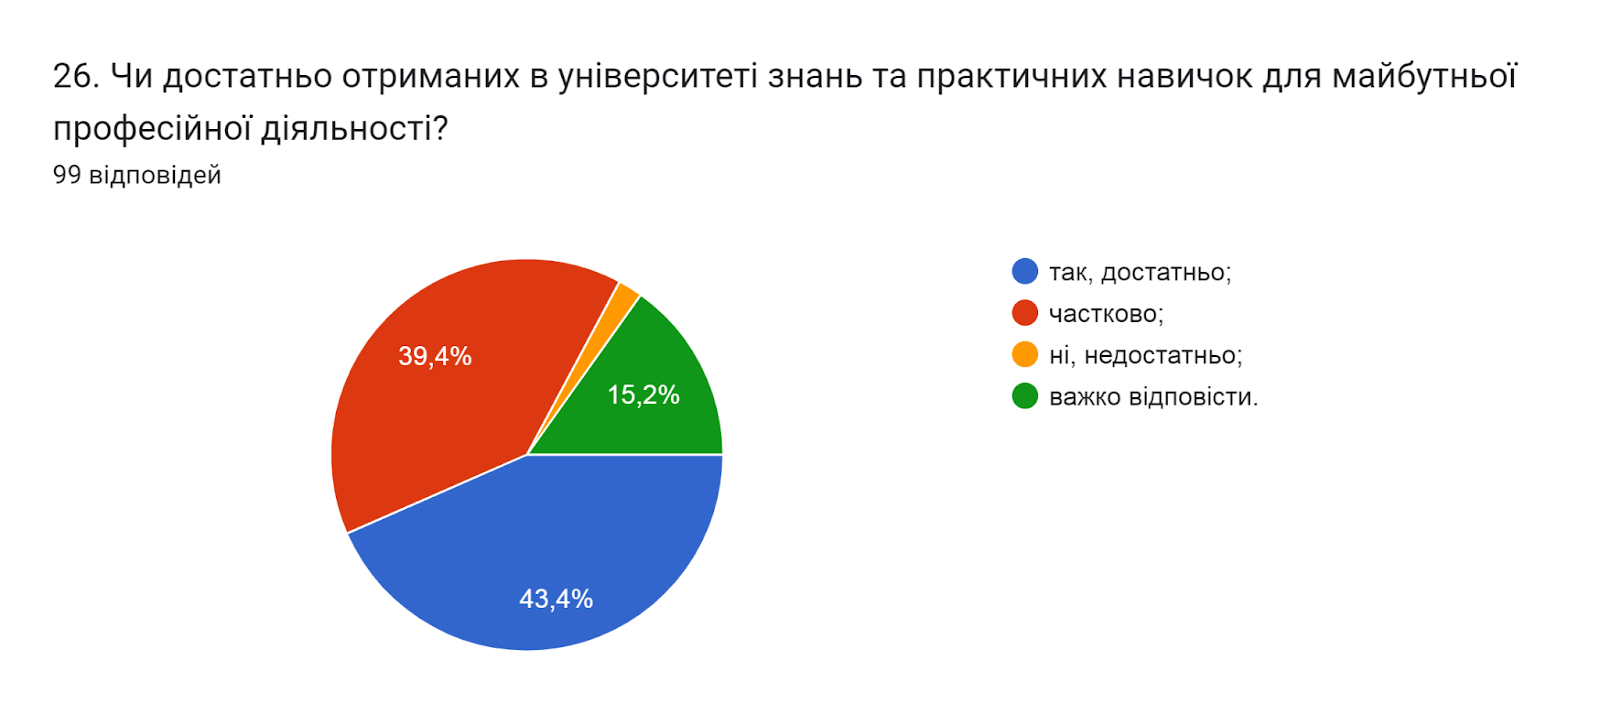 26. Чи достатньо отриманих в університеті знань та практичних навичок для майбутньої
професійної діяльності?
99 відповідей
так, достатньо;
частково;
ні, недостатньо;
важко відповісти.
39,4%
15,2%
43,4%